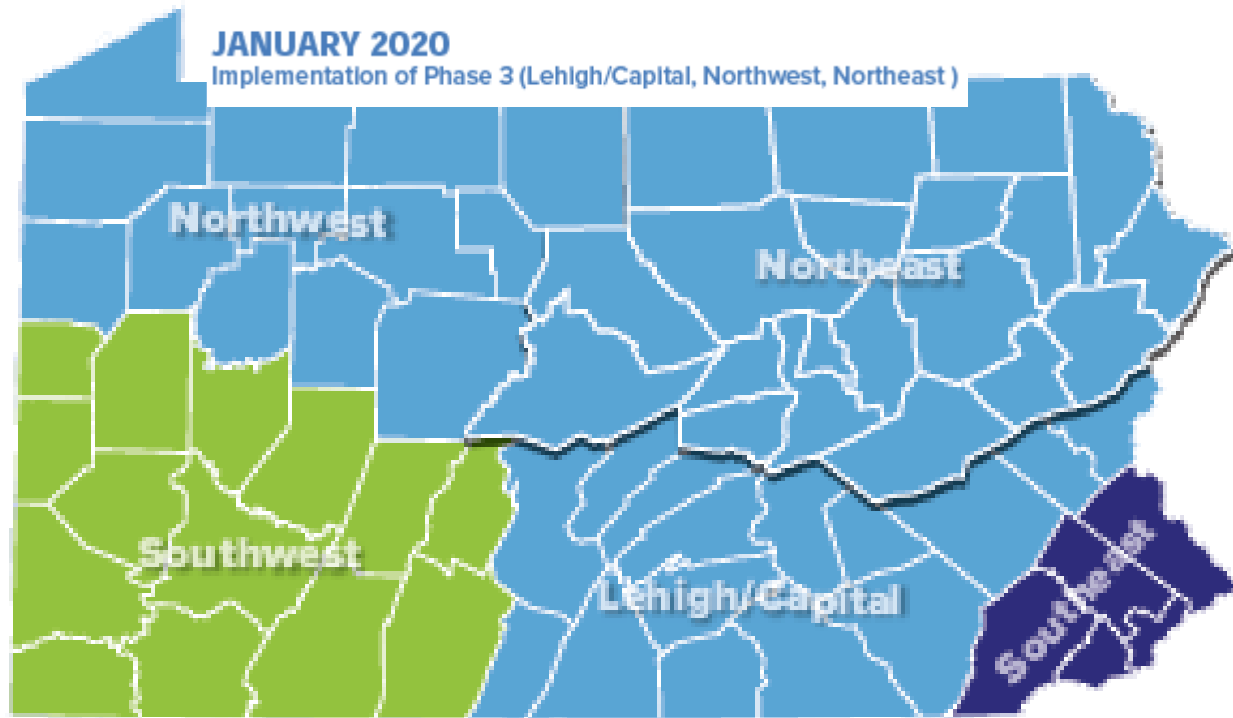 JANUARY 2020
Implementation of Phase 3 (Lehigh/Capital, Northwest, Northeast )
Northwest
Northeast
Southwest
Lehigh/Capital
Southeast